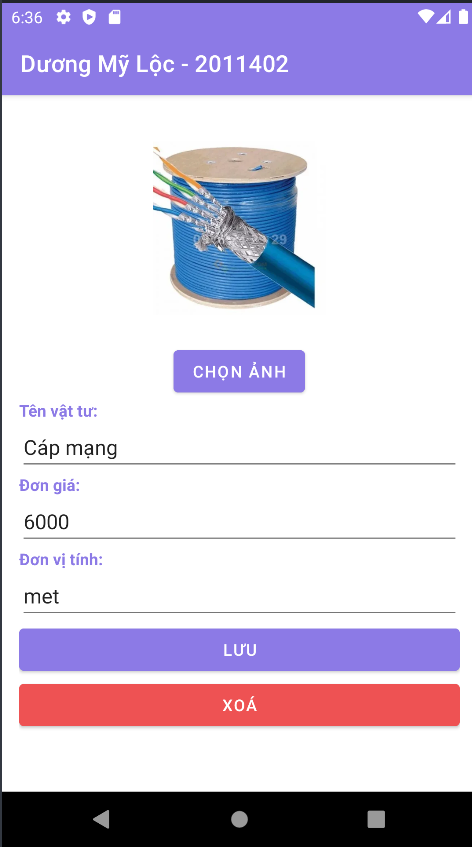 6:36
Dương Mỹ Lộc - 2011402
CHỌN ẢNH
Tên vật tư:
Cáp mạng
Đơn giá:
6000
Đơn vị tính:
met
LƯU
XOÁ